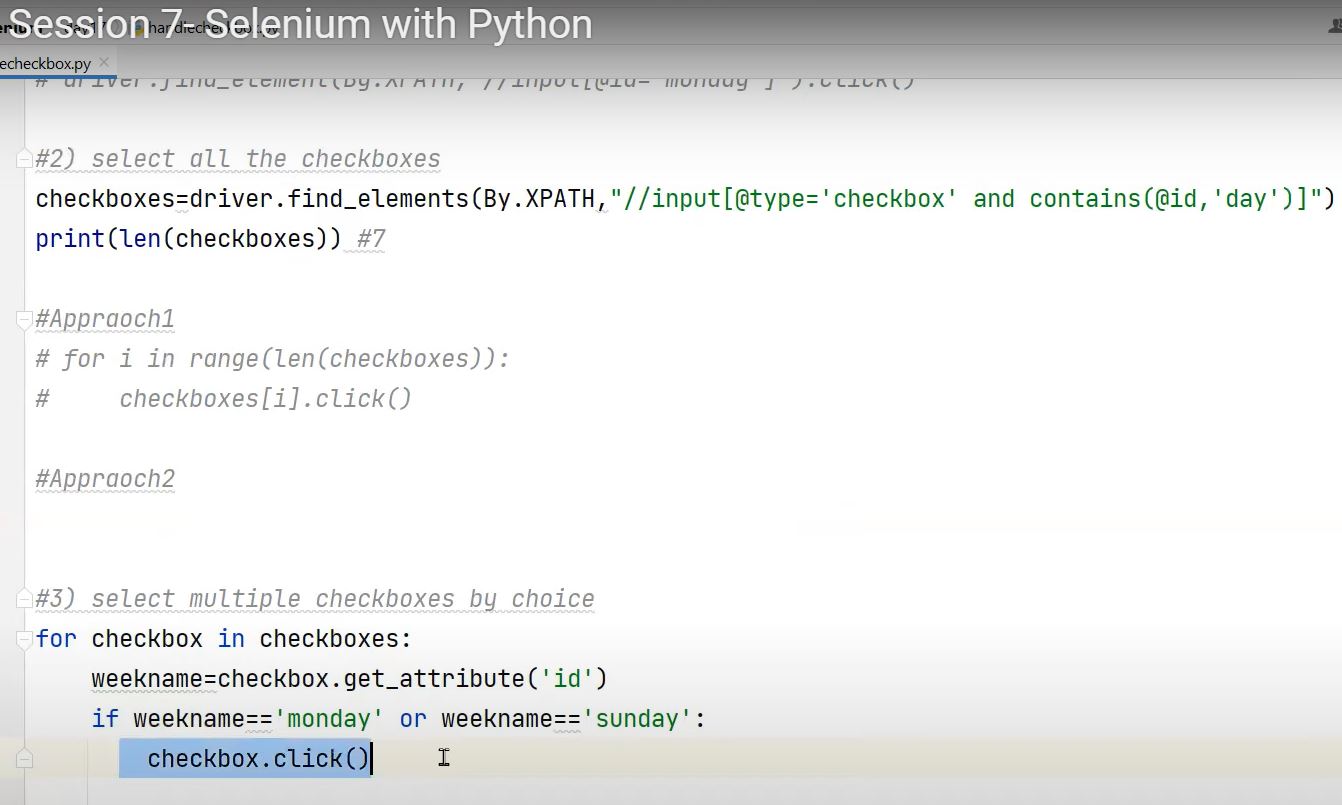 Session 7- Selenium with Python
handlecheckbox.py
echeckbox.py
# driver.find_element(By.XPATH,"//input[@id='monday']").click()
#2) select all the checkboxes
checkboxes=driver.find_elements(By.XPATH,"//input[@type='checkbox' and contains(@id,'day')]")
print(len(checkboxes)) #7
#Appraoch1
# for i in range(len(checkboxes)):
#     checkboxes[i].click()
#Appraoch2
#3) select multiple checkboxes by choice
for checkbox in checkboxes:
    weekname=checkbox.get_attribute('id')
    if weekname=='monday' or weekname=='sunday':
        checkbox.click()